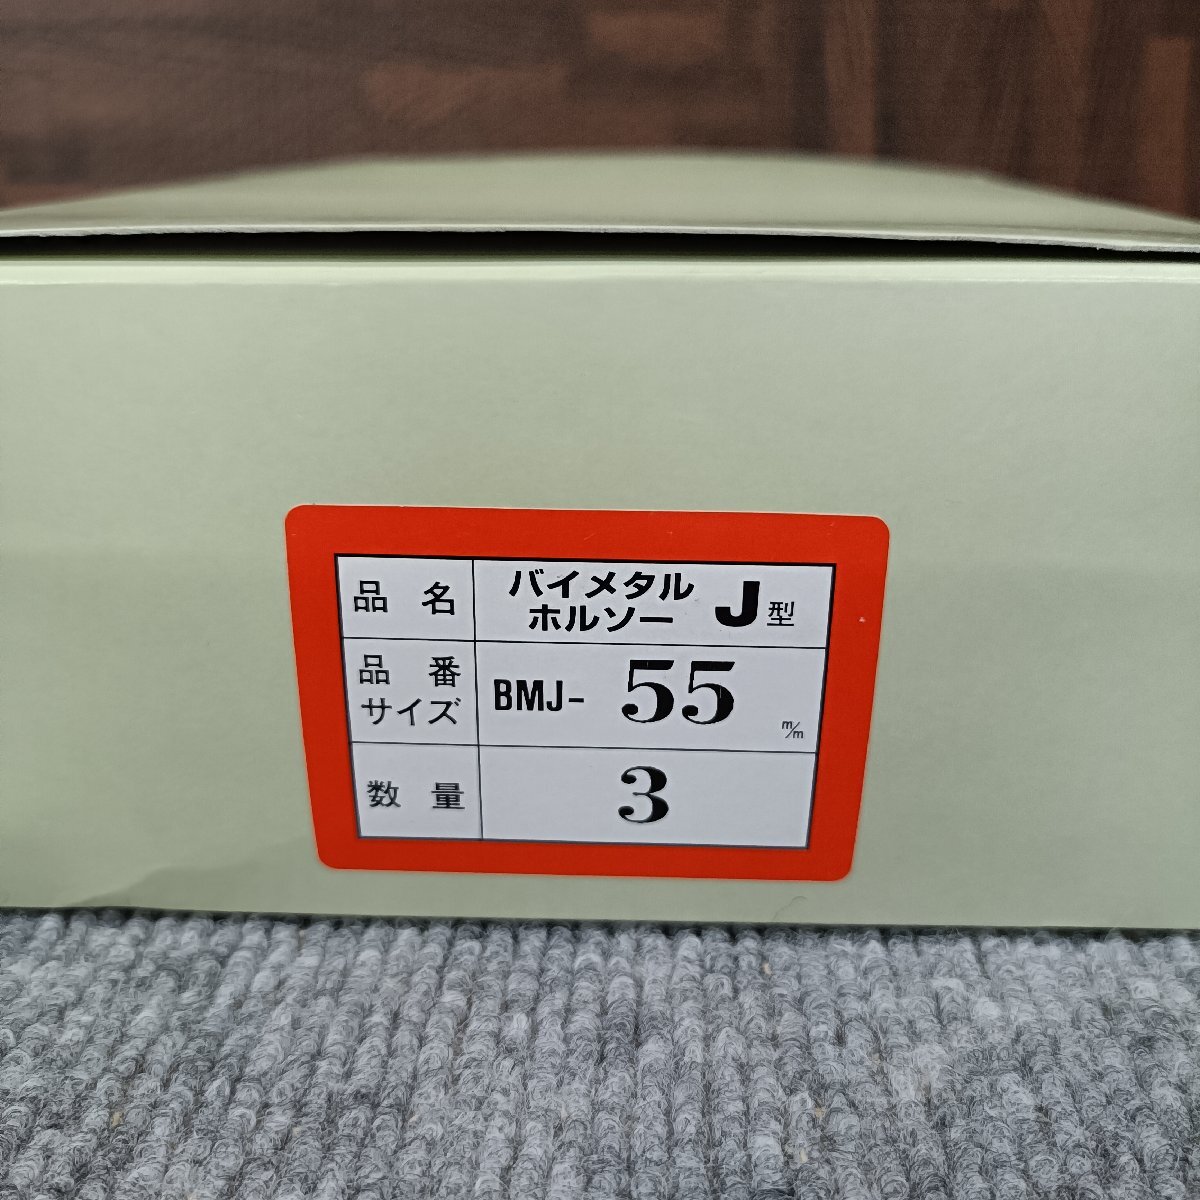 品 名 バイメタル
ホルソー J型
品 番
サイズ BMJ- 55 m/m
数 量 3